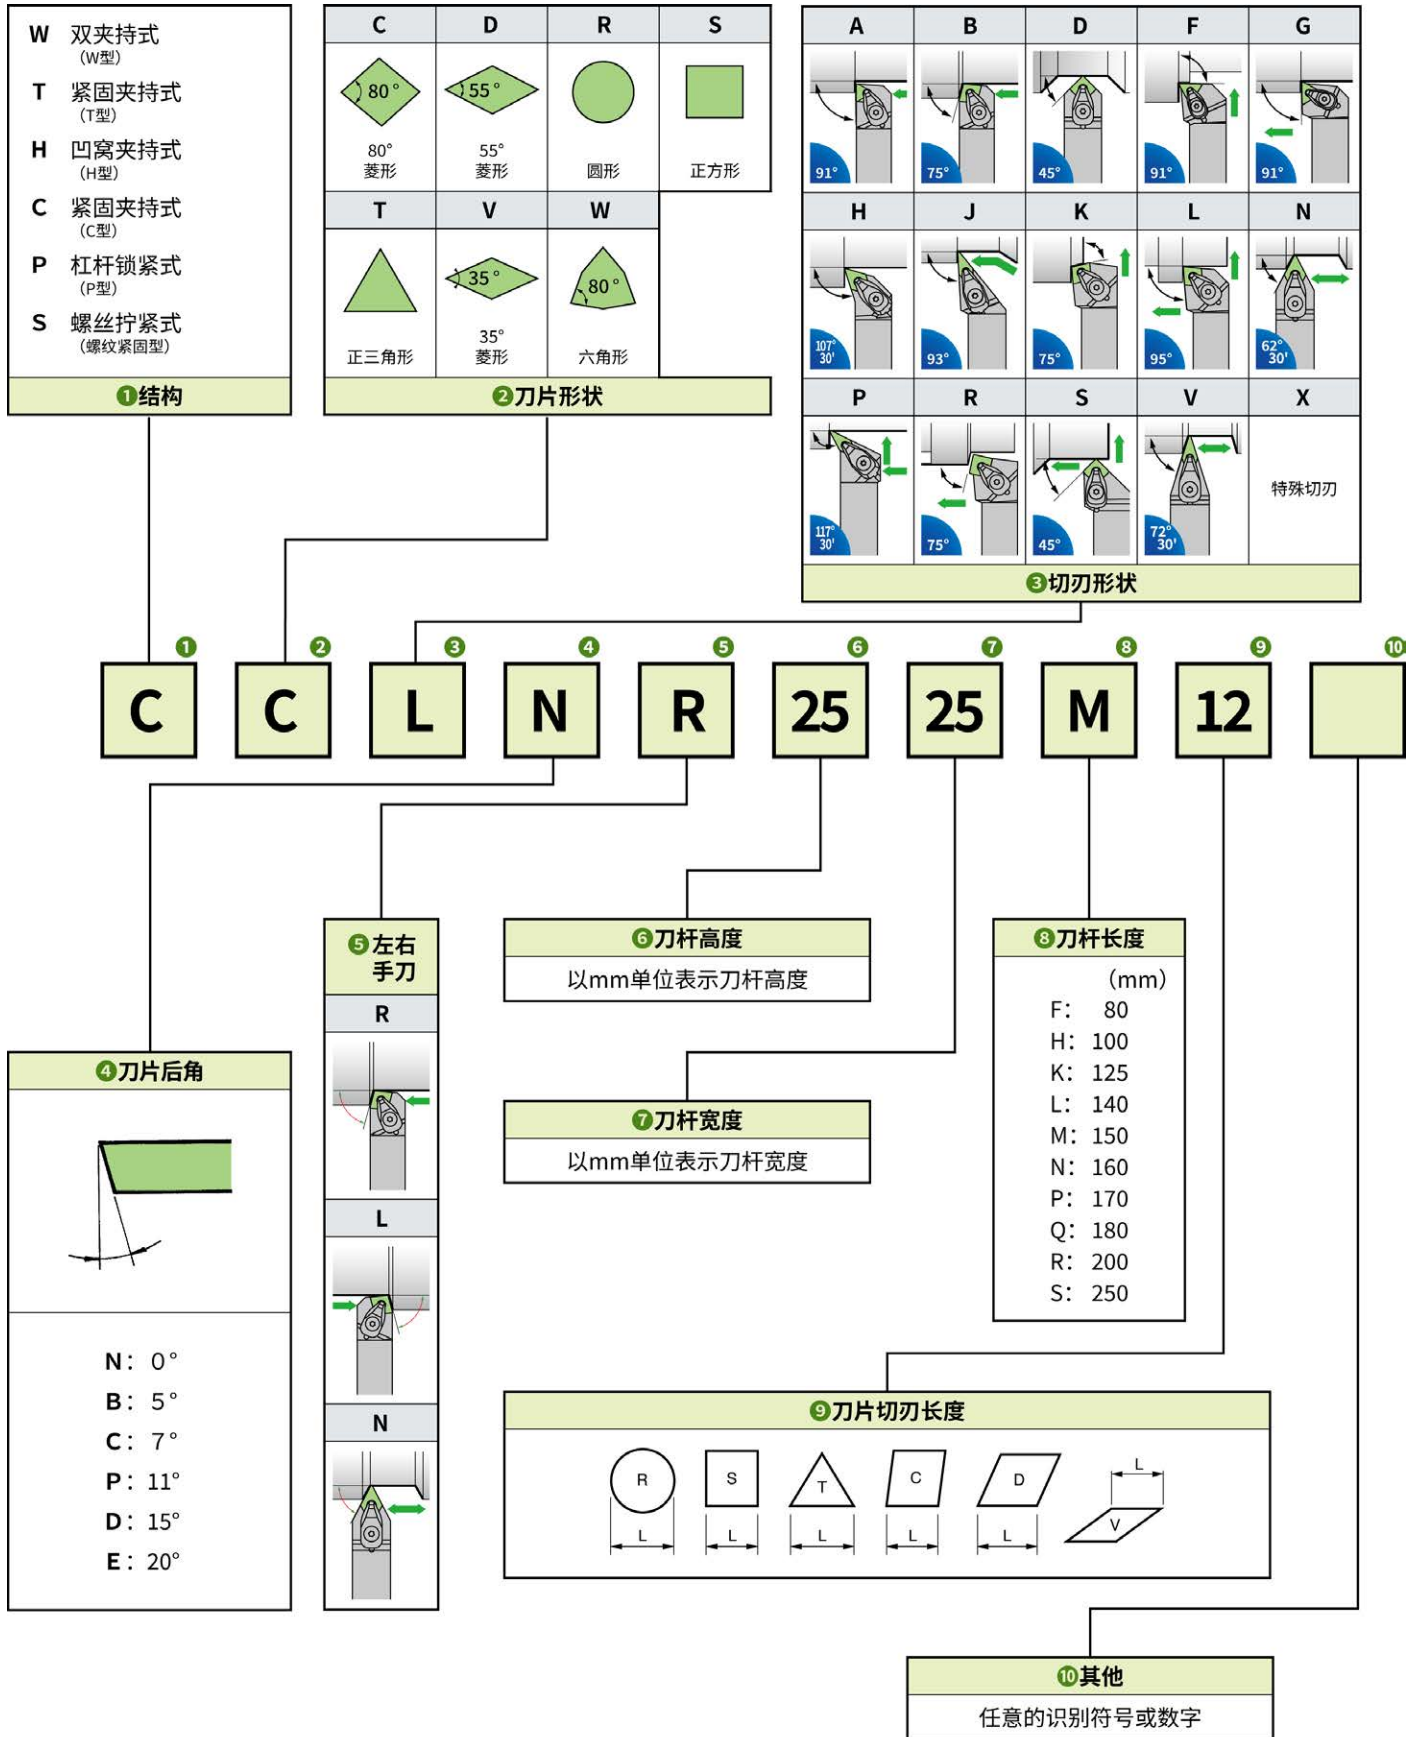 W 双夹持式
（W型）
T 紧固夹持式
（T型）
H 凹窝夹持式
（H型）
C 紧固夹持式
（C型）
P 杠杆锁紧式
（P型）
S 螺丝拧紧式
（螺纹紧固型）
❶结构
C D R S
80° 55°
80° 55°
菱形 菱形 圆形 正方形
T V W
35° 80°
35°
正三角形 菱形 六角形
❷刀片形状
A B D F G
91° 75° 45° 91° 91°
H J K L N
107° 30' 93° 75° 95° 62° 30'
P R S V X
特殊切刃
117° 30' 75° 45° 72° 30'
❸切刃形状
❶ ❷ ❸ ❹ ❺ ❻ ❼ ❽ ❾ ❿
C C L N R 25 25 M 12
❹刀片后角
N：0°
B：5°
C：7°
P：11°
D：15°
E：20°
❺左右
手刀
R
L
N
❻刀杆高度
以mm单位表示刀杆高度
❼刀杆宽度
以mm单位表示刀杆宽度
❽刀杆长度
（mm）
F： 80
H：100
K：125
L：140
M：150
N：160
P：170
Q：180
R：200
S：250
❾刀片切刃长度
R S T C D V
L L L L L L
❿其他
任意的识别符号或数字